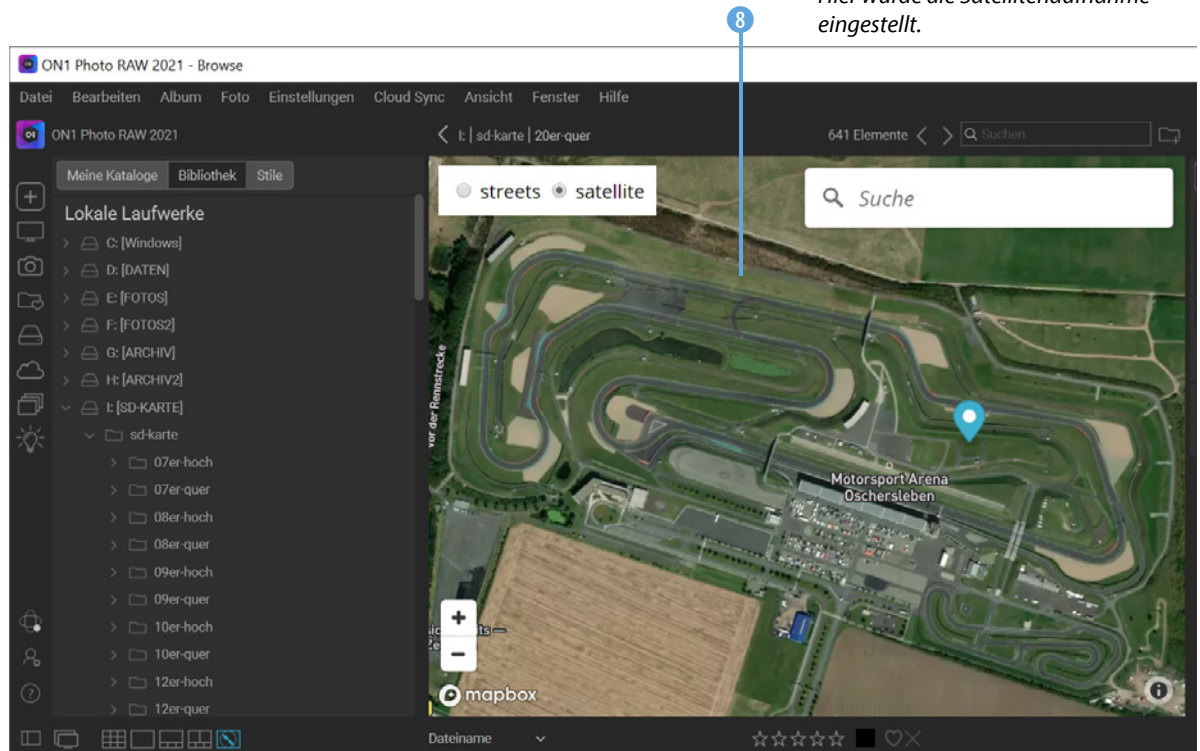 eingestellt.
8
ON1 Photo RAW 2021 - Browse
Datei Bearbeiten Album Foto Einstellungen Cloud Sync Ansicht Fenster Hilfe
ON1 Photo RAW 2021
I: | sd-karte | 20er-quer
641 Elemente
Suchen
Meine Kataloge Bibliothek Stile
Lokale Laufwerke
C: [Windows]
D: [DATEN]
E: [FOTOS]
F: [FOTOS2]
G: [ARCHIV]
H: [ARCHIV2]
I: [SD-KARTE]
sd-karte
07er-hoch
07er-quer
08er-hoch
08er-quer
09er-hoch
09er-quer
10er-hoch
10er-quer
12er-hoch
12er-quer
streets satellite
Suche
vor der Rennstrecke
Motorsport Arena
Oschersleben
+
−
mapbox
Dateiname